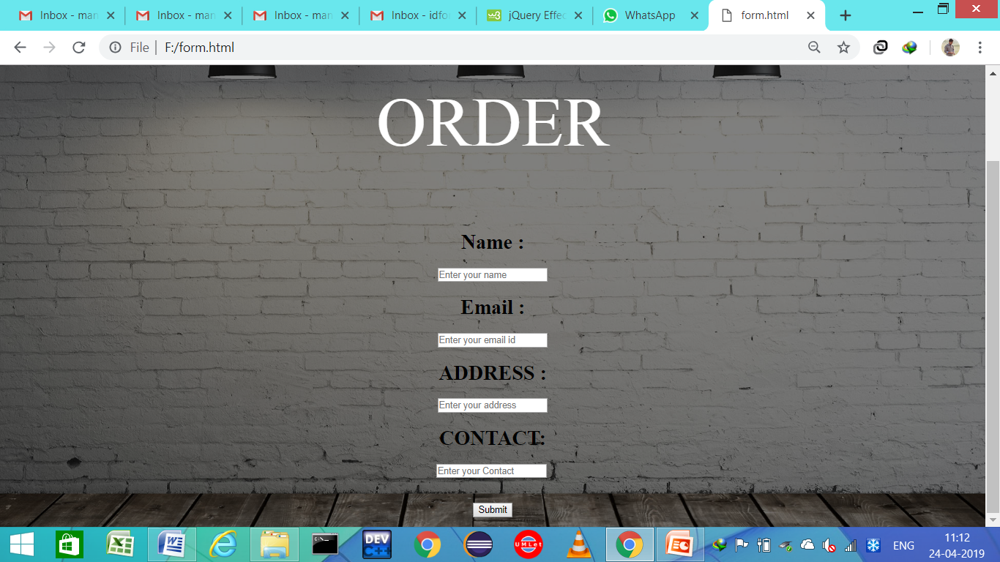 Inbox - man Inbox - man Inbox - man Inbox - idfor jQuery Effec WhatsApp form.html
File F:/form.html
ORDER
Name :
Enter your name
Email :
Enter your email id
ADDRESS :
Enter your address
CONTACT:
Enter your Contact
Submit
DEV C++ UMLet ENG 11:12
24-04-2019